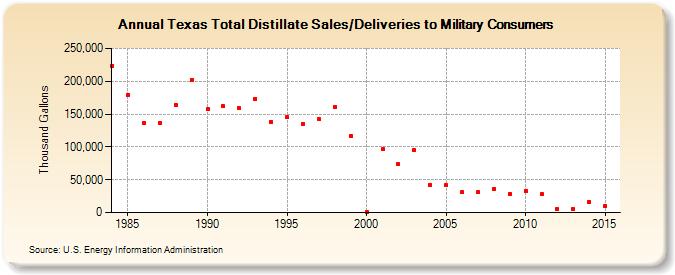 Annual Texas Total Distillate Sales/Deliveries to Military Consumers
Thousand Gallons
250,000
200,000
150,000
100,000
50,000
0
1985 1990 1995 2000 2005 2010 2015
Source: U.S. Energy Information Administration